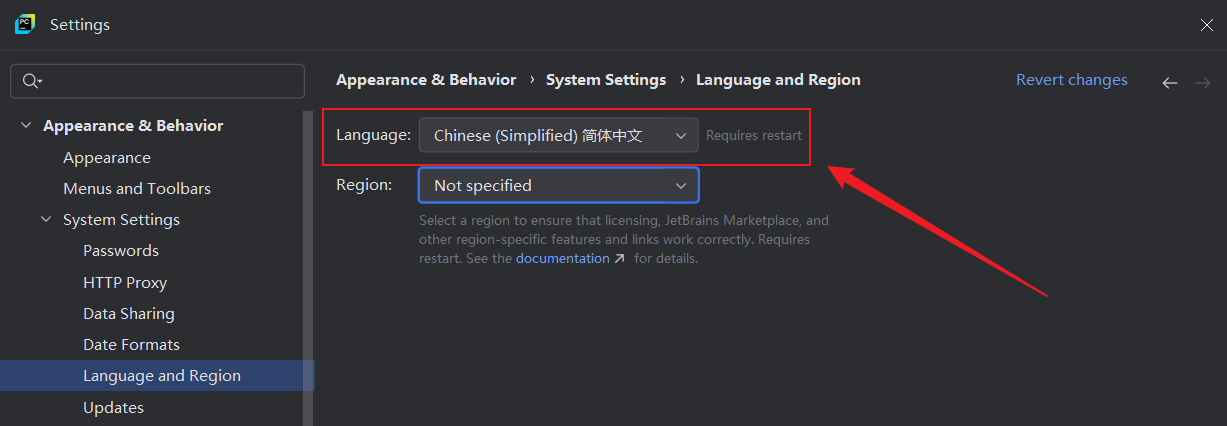 PC
Settings
Appearance & Behavior › System Settings › Language and Region Revert changes
Appearance & Behavior
Appearance
Menus and Toolbars
System Settings
Passwords
HTTP Proxy
Data Sharing
Date Formats
Language and Region
Updates
Language: Chinese (Simplified) 简体中文 Requires restart
Region: Not specified
Select a region to ensure that licensing, JetBrains Marketplace, and
other region-specific features and links work correctly. Requires
restart. See the documentation ↗ for details.